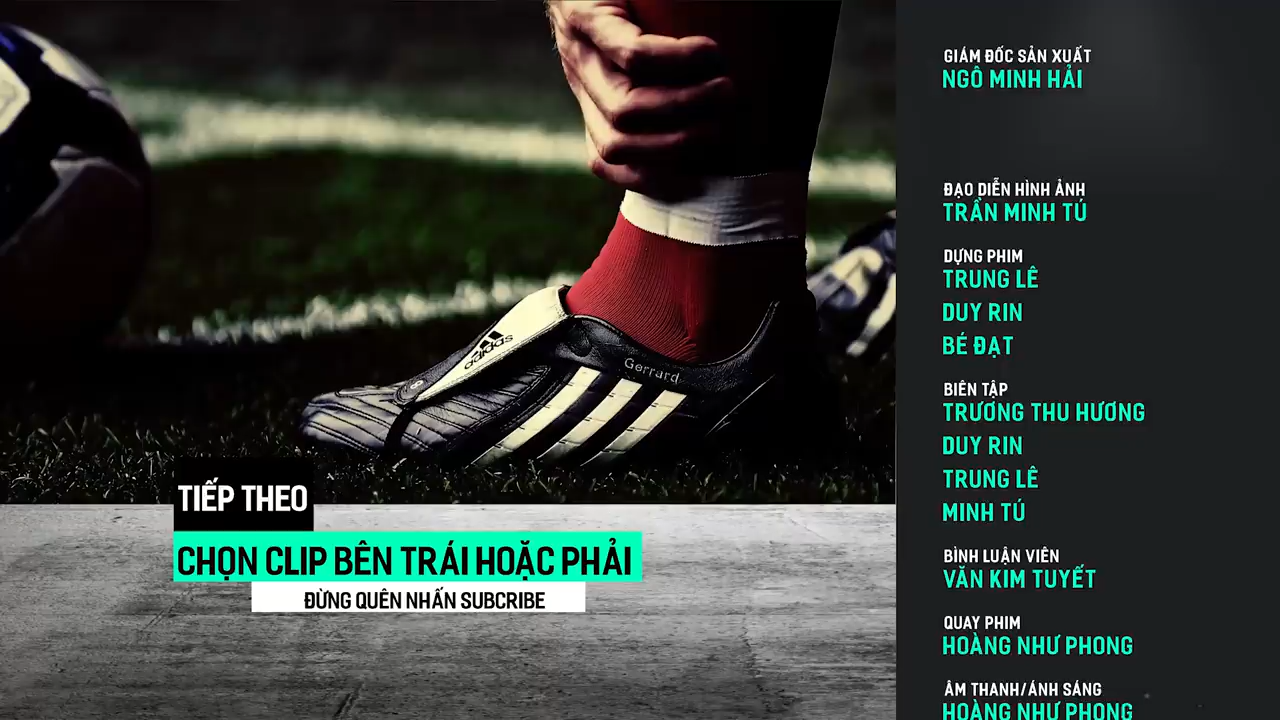 adidas
Gerrard
TIẾP THEO
CHỌN CLIP BÊN TRÁI HOẶC PHẢI
ĐỪNG QUÊN NHẤN SUBCRIBE
GIÁM ĐỐC SẢN XUẤT
NGÔ MINH HẢI
ĐẠO DIỄN HÌNH ẢNH
TRẦN MINH TÚ
DỰNG PHIM
TRUNG LÊ
DUY RIN
BÉ ĐẠT
BIÊN TẬP
TRƯƠNG THU HƯƠNG
DUY RIN
TRUNG LÊ
MINH TÚ
BÌNH LUẬN VIÊN
VĂN KIM TUYẾT
QUAY PHIM
HOÀNG NHƯ PHONG
ÂM THANH/ÁNH SÁNG
HOÀNG NHƯ PHONG